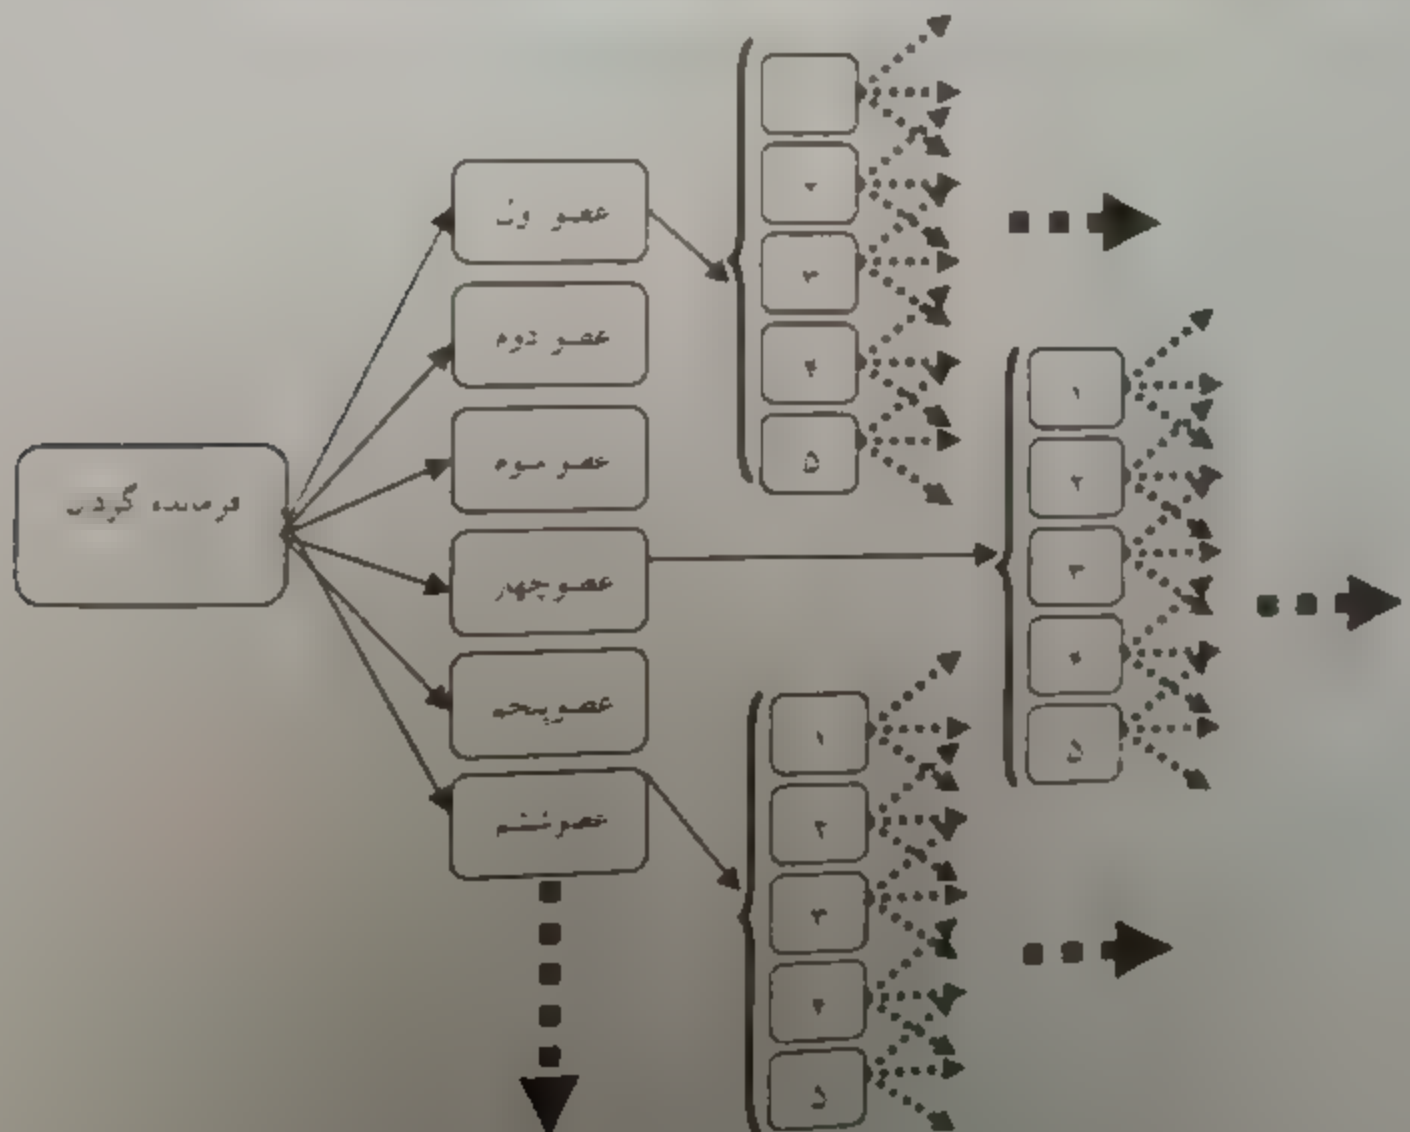 فرمانده گردان
عضو اول
عضو دوم
عضو سوم
عضو چهار
عضو پنجم
عضو ششم
۲
۳
۴
۵
۱
۲
۳
۴
۵
۱
۲
۳
۴
۵